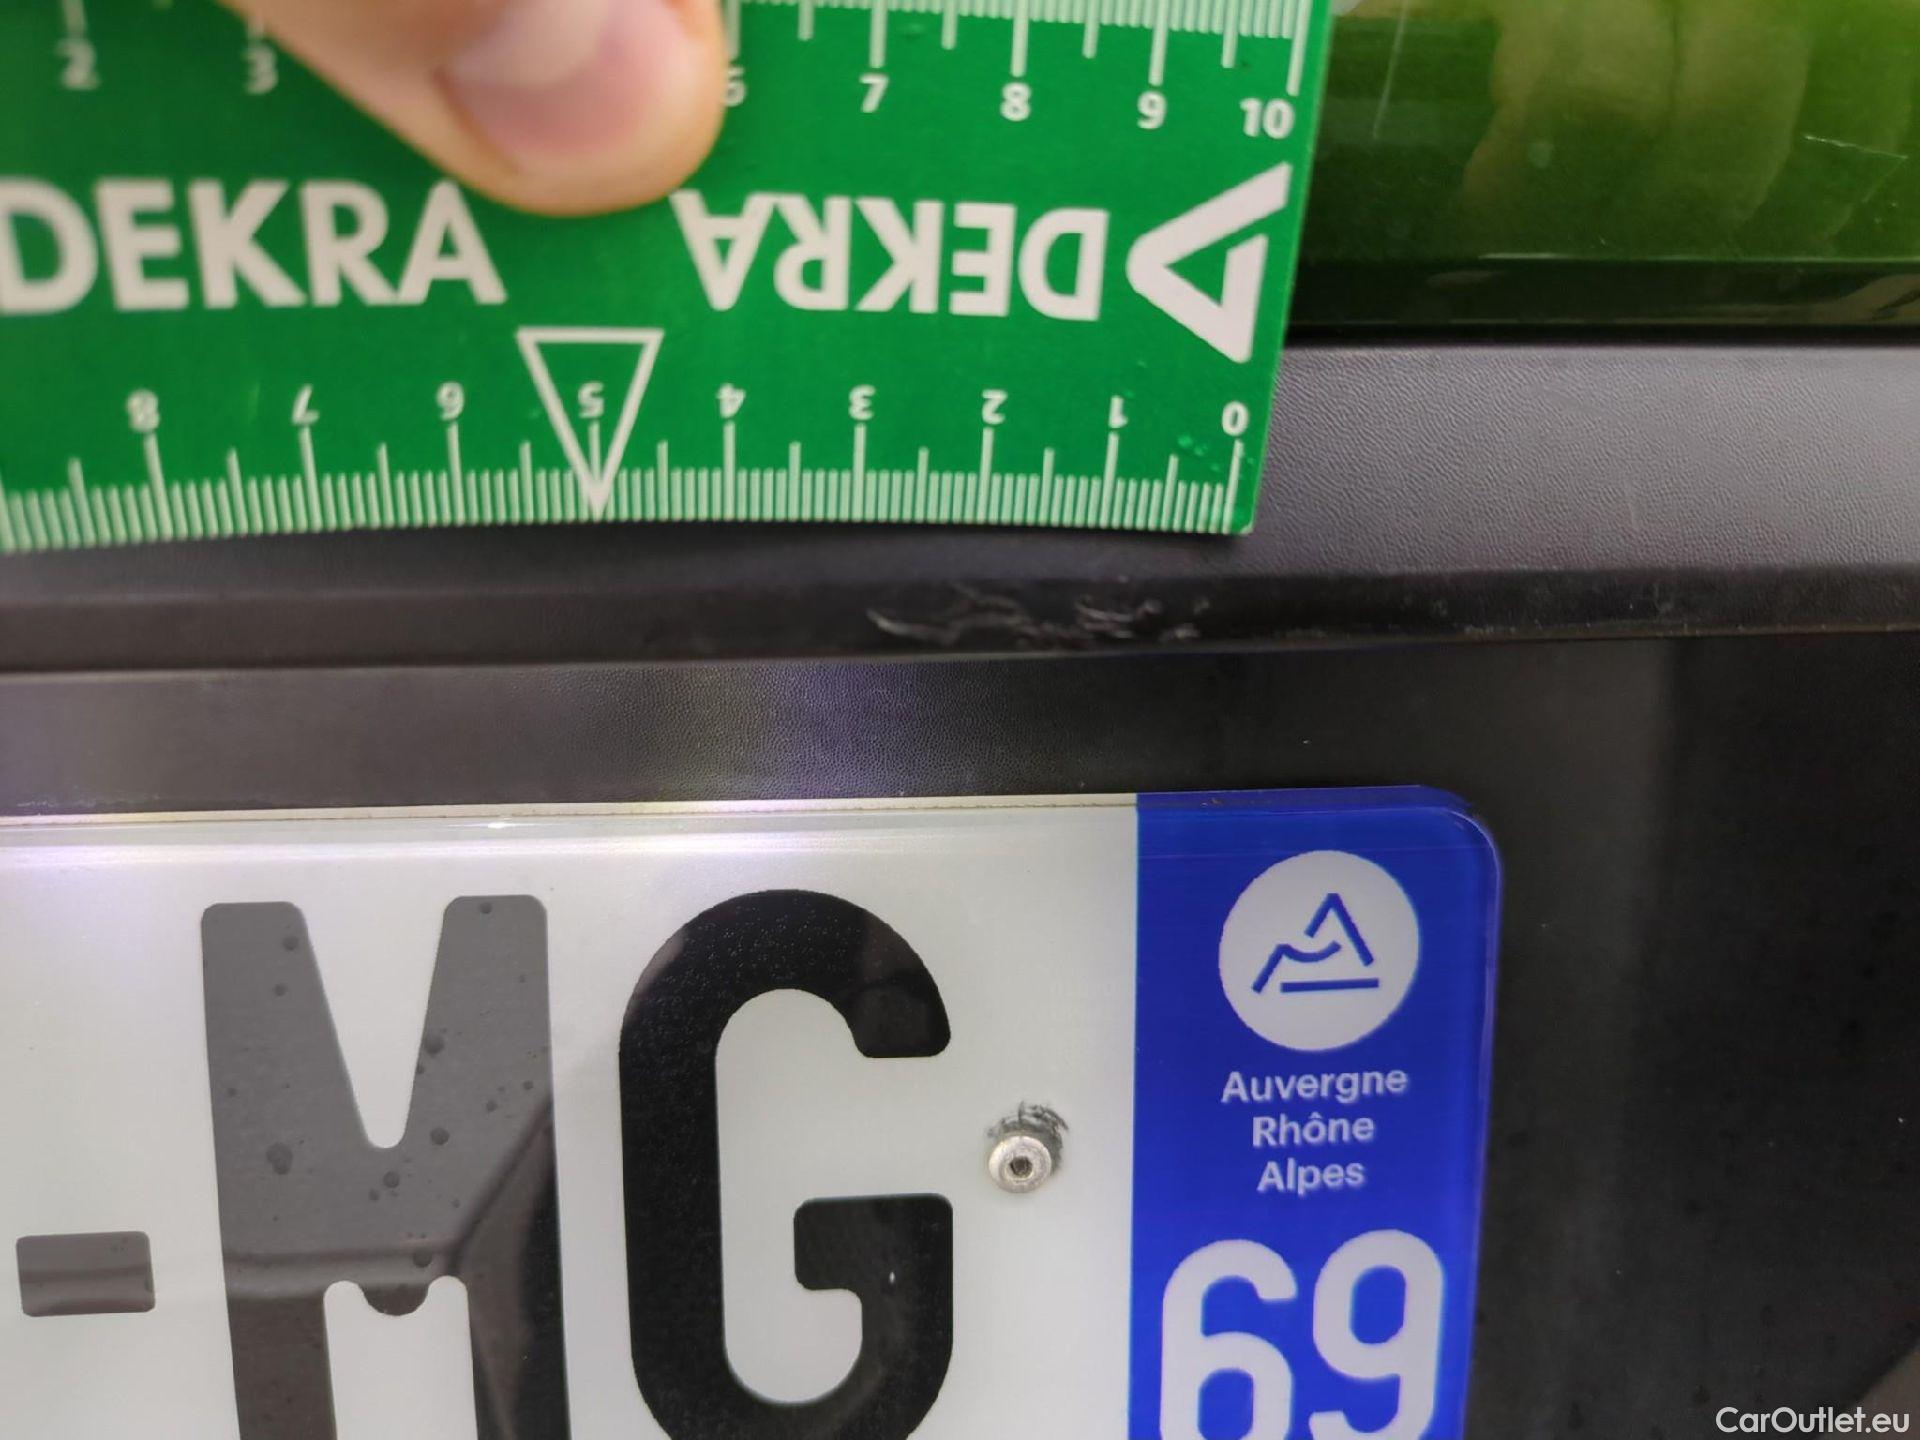 2 3 6 7 8 9 10
DEKRA DEKRA
8 7 6 5 4 3 2 1 0
-MG
Auvergne
Rhône
Alpes
69
CarOutlet.eu